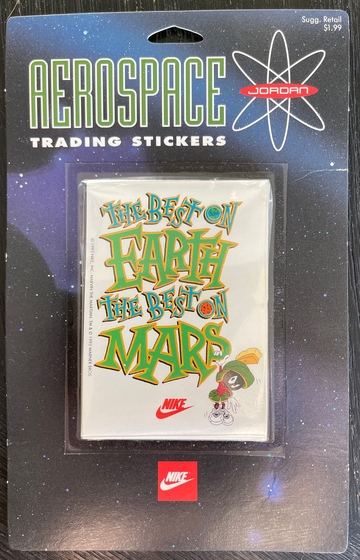 Sugg. Retail
$1.99
AEROSPACE
JORDAN
TRADING STICKERS
THE BEST ON
EARTH
THE BEST ON
MARS
NIKE
NIKE